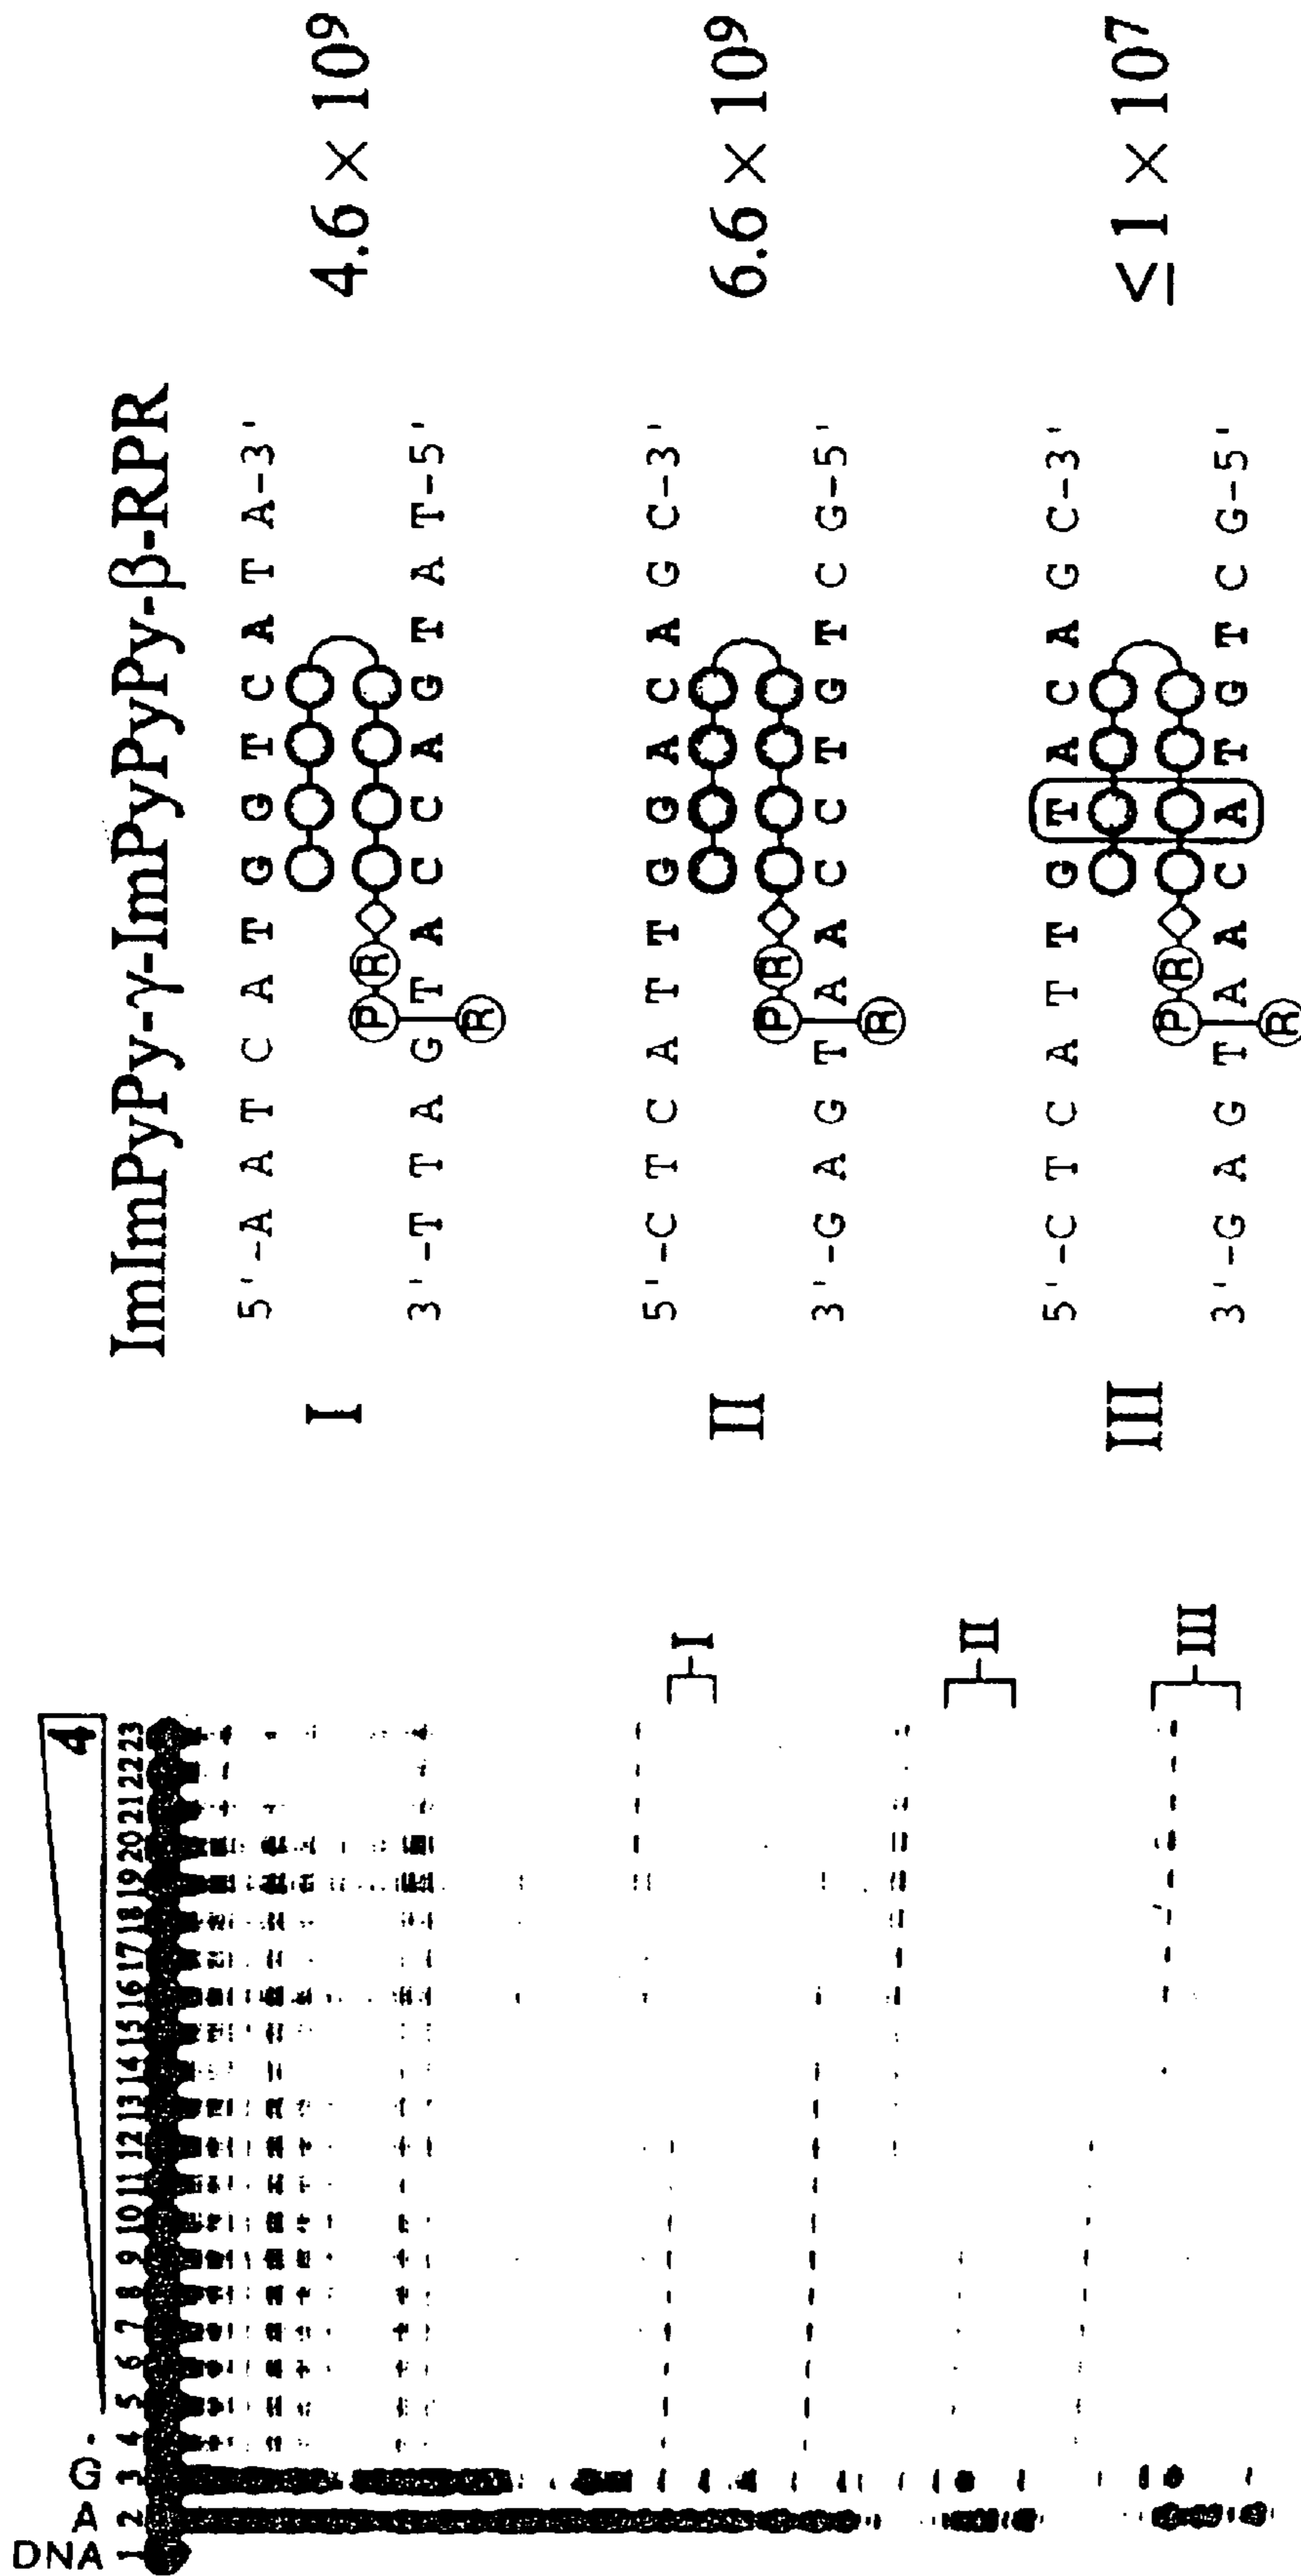 DNA A G -
4
1 2 3 4 5 6 7 8 9 10 11 12 13 14 15 16 17 18 19 20 21 22 23
I
II
III
ImImPyPy-γ-ImPyPyPy-β-RPR
I
5'-A A T C A T G G T C A T A-3'
P R
3'-T T A G T A C C A G T A T-5'
R
4.6 × 10⁹
II
5'-C T C A T T G G A C A G C-3'
P R
3'-G A G T A A C C T G T C G-5'
R
6.6 × 10⁹
III
5'-C T C A T T G T A C A G C-3'
P R
3'-G A G T A A C A T G T C G-5'
R
≤ 1 × 10⁷